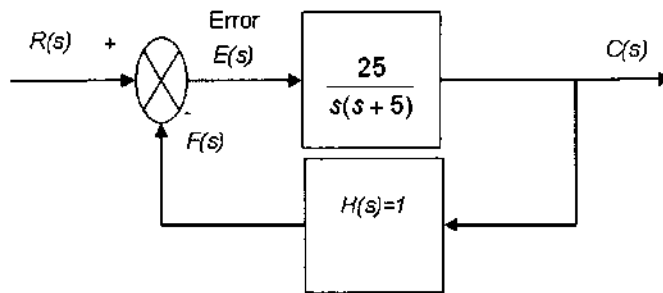 Error
R(s)
+
E(s)
C(s)
25
s(s + 5)
-
F(s)
H(s)=1